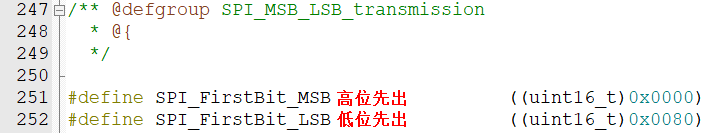 247 /** @defgroup SPI_MSB_LSB_transmission
248 * @{
249 */
250
251 #define SPI_FirstBit_MSB 高位先出 ((uint16_t)0x0000)
252 #define SPI_FirstBit_LSB 低位先出 ((uint16_t)0x0080)